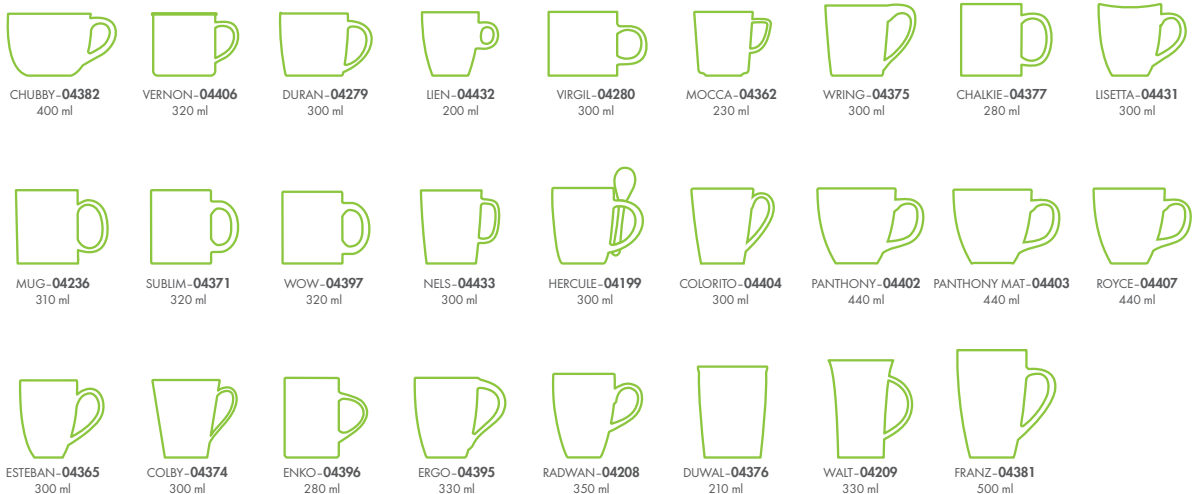 CHUBBY-04382 VERNON-04406 DURAN-04279 LIEN-04432 VIRGIL-04280 MOCCA-04362 WRING-04375 CHALKIE-04377 LISETTA-04431
400 ml 320 ml 300 ml 200 ml 300 ml 230 ml 300 ml 280 ml 300 ml
MUG-04236 SUBLIM-04371 WOW-04397 NELS-04433 HERCULE-04199 COLORITO-04404 PANTHONY-04402 PANTHONY MAT-04403 ROYCE-04407
310 ml 320 ml 320 ml 300 ml 300 ml 300 ml 440 ml 440 ml 440 ml
ESTEBAN-04365 COLBY-04374 ENKO-04396 ERGO-04395 RADWAN-04208 DUWAL-04376 WALT-04209 FRANZ-04381
300 ml 300 ml 280 ml 330 ml 350 ml 210 ml 330 ml 500 ml